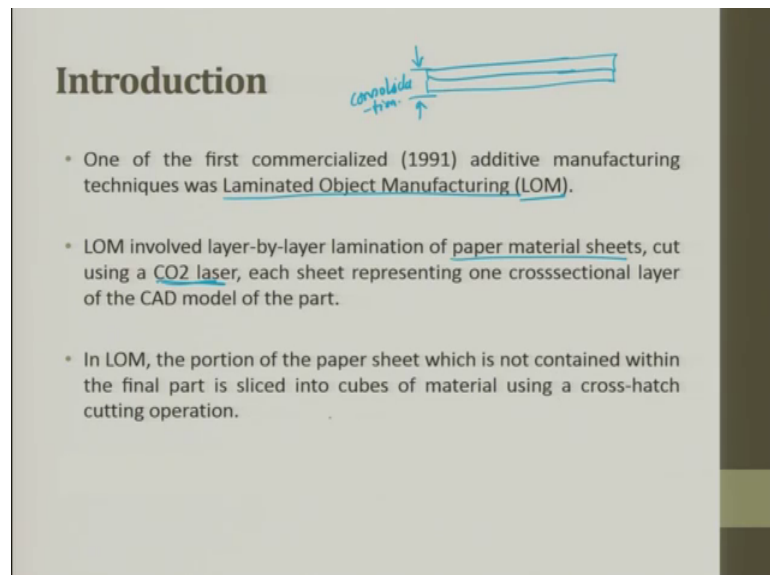 Introduction
consolida
-tion.
• One of the first commercialized (1991) additive manufacturing
techniques was Laminated Object Manufacturing (LOM).
• LOM involved layer-by-layer lamination of paper material sheets, cut
using a CO2 laser, each sheet representing one crosssectional layer
of the CAD model of the part.
• In LOM, the portion of the paper sheet which is not contained within
the final part is sliced into cubes of material using a cross-hatch
cutting operation.